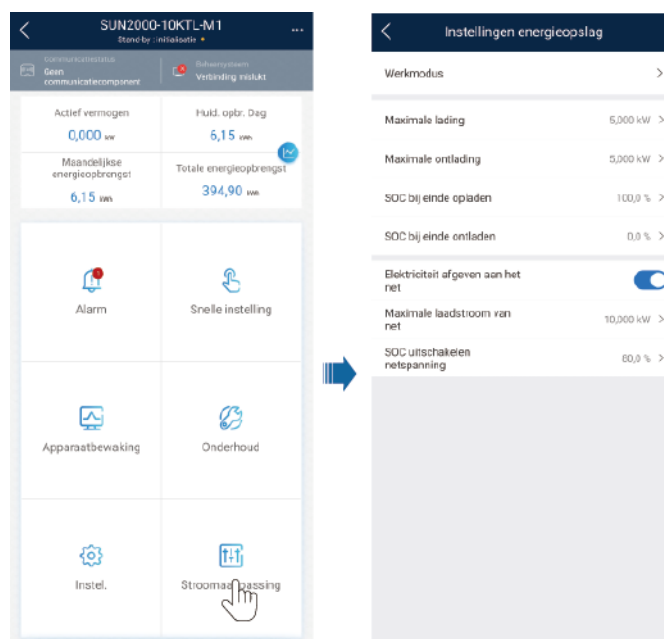 SUN2000-10KTL-M1
Stand-by : initialisatie
Communicatiestatus
Geen
communicatiecomponent
Beheersysteem
Verbinding mislukt
Actief vermogen
0,000 kW
Huid. opbr. Dag
6,15 kWh
Maandelijkse
energieopbrengst
6,15 kWh
Totale energieopbrengst
394,90 kWh
Alarm
Snelle instelling
Apparaatbewaking
Onderhoud
Instel.
Stroomaanpassing
Instellingen energieopslag
Werkmodus
Maximale lading 5,000 kW
Maximale ontlading 5,000 kW
SOC bij einde opladen 100,0 %
SOC bij einde ontladen 0,0 %
Elektriciteit afgeven aan het
net
Maximale laadstroom van
net 10,000 kW
SOC uitschakelen
netspanning 80,0 %